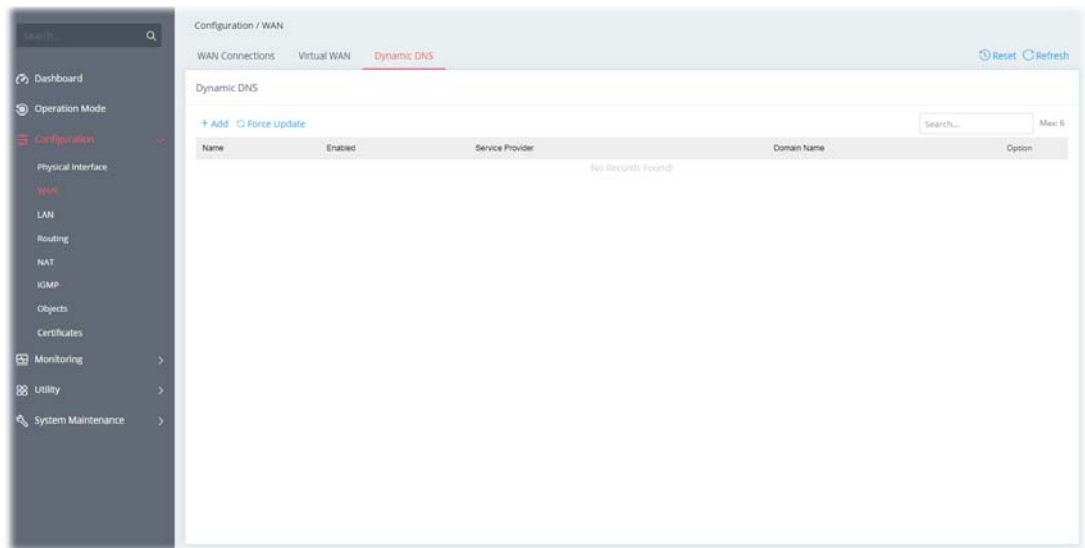 Search...
Dashboard
Operation Mode
Configuration
Physical Interface
WAN
LAN
Routing
NAT
IGMP
Objects
Certificates
Monitoring
Utility
System Maintenance
Configuration / WAN
WAN Connections Virtual WAN Dynamic DNS
Reset Refresh
Dynamic DNS
+ Add Force Update
Search... Max: 6
Name Enabled Service Provider Domain Name Option
No Records Found!